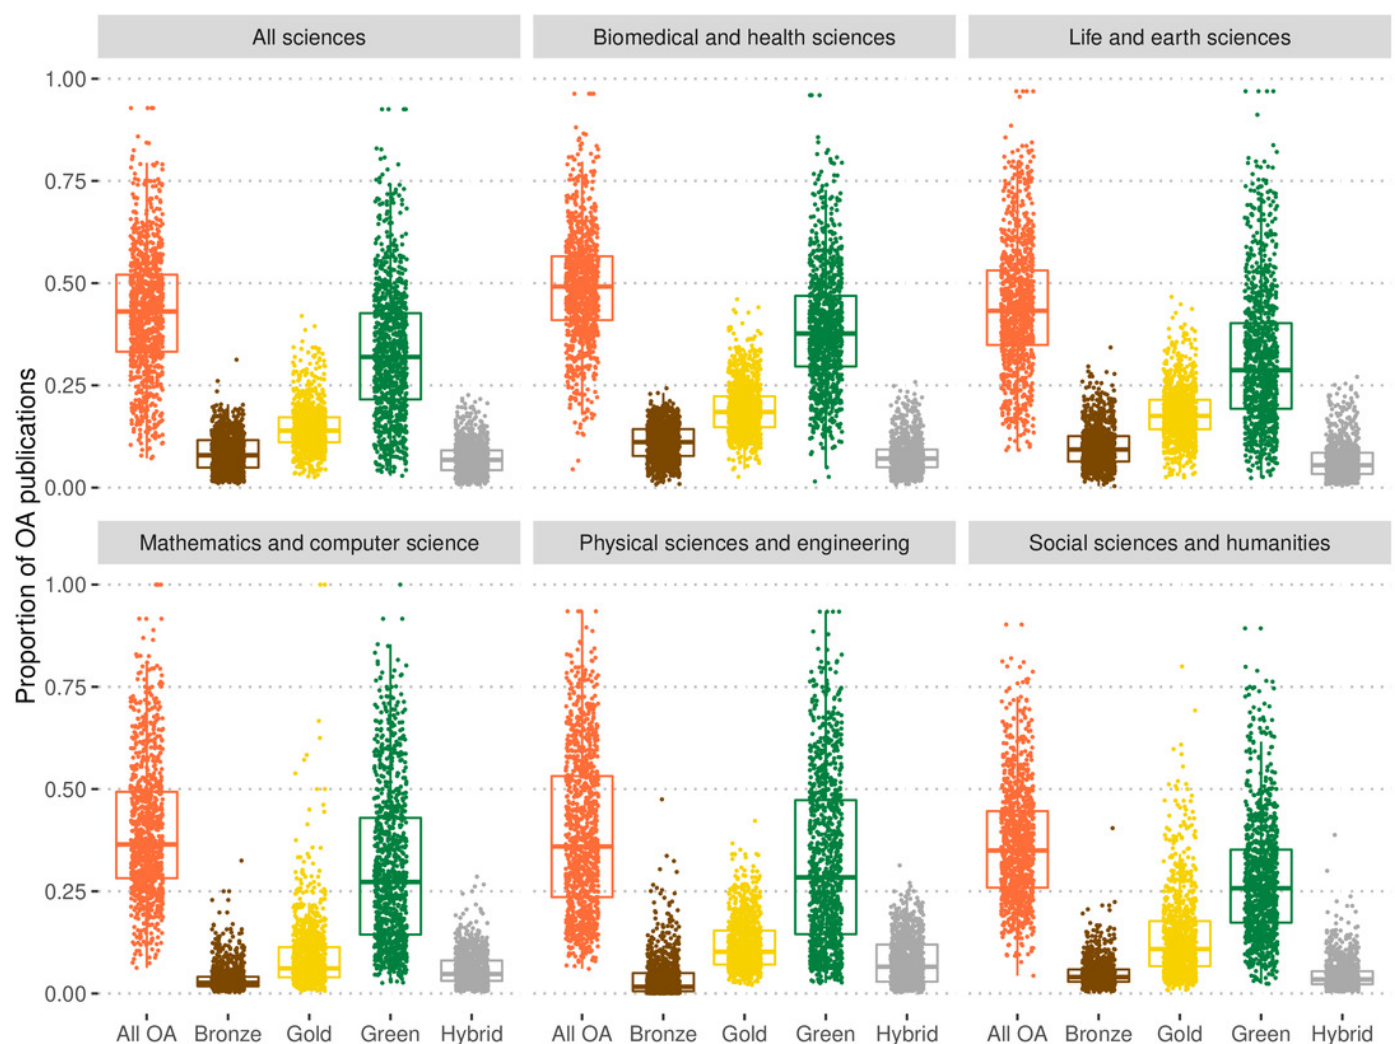 All sciences
Biomedical and health sciences
Life and earth sciences
1.00
0.75
0.50
0.25
0.00
Proportion of OA publications
Mathematics and computer science
Physical sciences and engineering
Social sciences and humanities
1.00
0.75
0.50
0.25
0.00
All OA Bronze Gold Green Hybrid
All OA Bronze Gold Green Hybrid
All OA Bronze Gold Green Hybrid